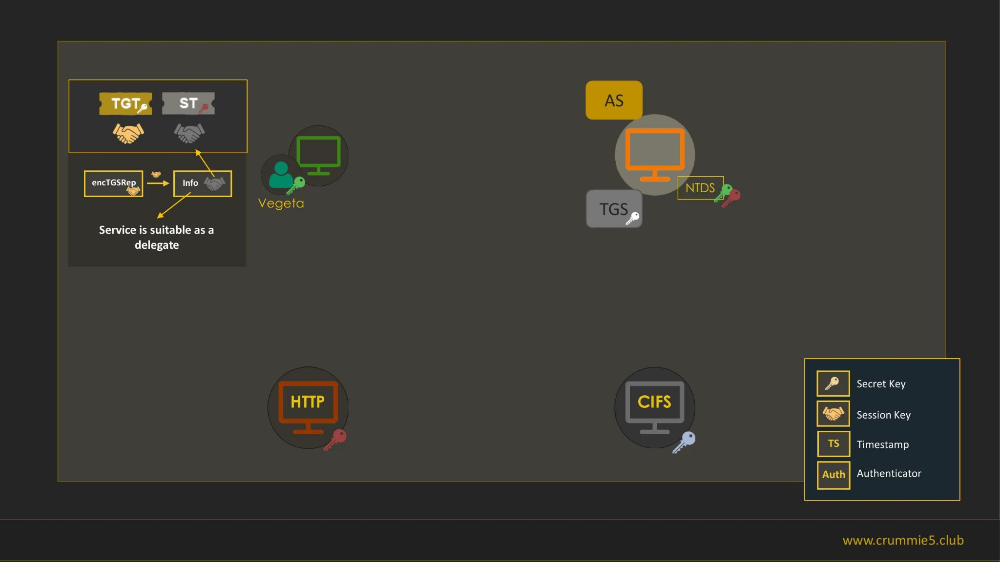 TGT ST
encTGSRep Info
Service is suitable as a
delegate
Vegeta
AS
NTDS
TGS
HTTP
CIFS
Secret Key
Session Key
TS Timestamp
Auth Authenticator
www.crummie5.club